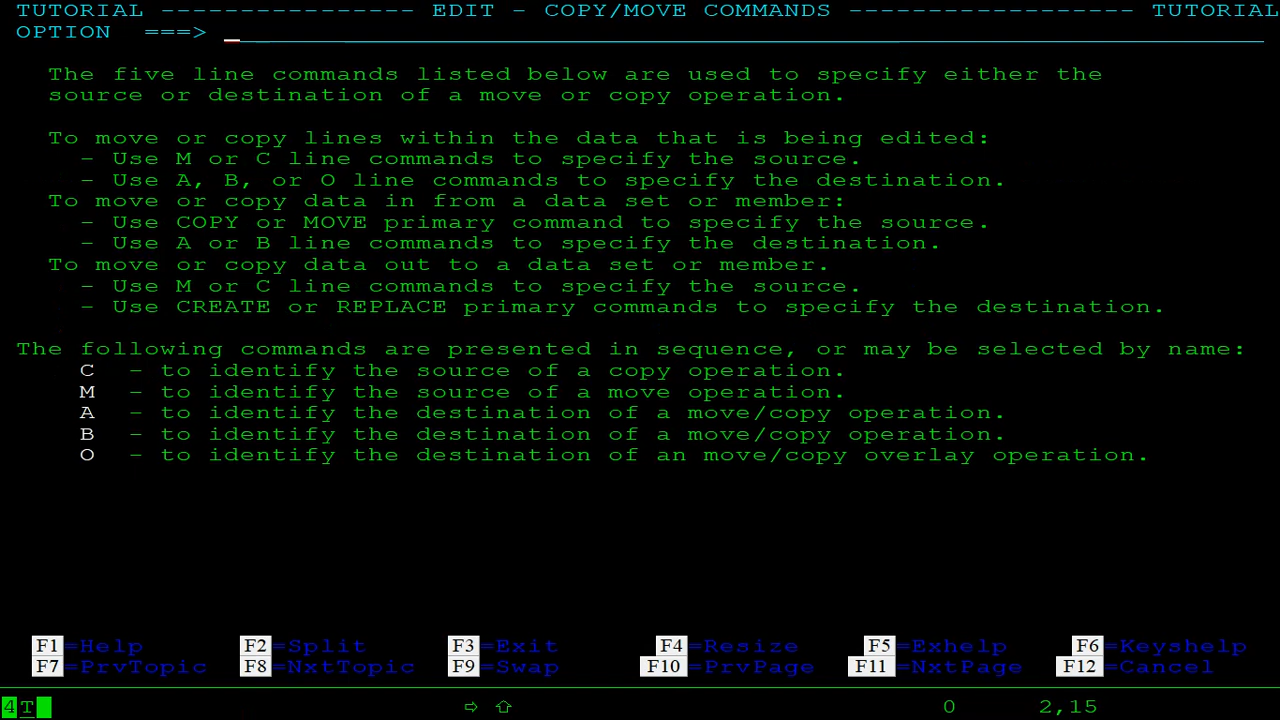 TUTORIAL ---------------- EDIT - COPY/MOVE COMMANDS ------------------ TUTORIAL
OPTION ===> _
The five line commands listed below are used to specify either the
source or destination of a move or copy operation.
To move or copy lines within the data that is being edited:
- Use M or C line commands to specify the source.
- Use A, B, or O line commands to specify the destination.
To move or copy data in from a data set or member:
- Use COPY or MOVE primary command to specify the source.
- Use A or B line commands to specify the destination.
To move or copy data out to a data set or member.
- Use M or C line commands to specify the source.
- Use CREATE or REPLACE primary commands to specify the destination.
The following commands are presented in sequence, or may be selected by name:
C - to identify the source of a copy operation.
M - to identify the source of a move operation.
A - to identify the destination of a move/copy operation.
B - to identify the destination of a move/copy operation.
O - to identify the destination of an move/copy overlay operation.
F1=Help F2=Split F3=Exit F4=Resize F5=Exhelp F6=Keyshelp
F7=PrvTopic F8=NxtTopic F9=Swap F10=PrvPage F11=NxtPage F12=Cancel
4T ⇨ ⇧ 0 2,15